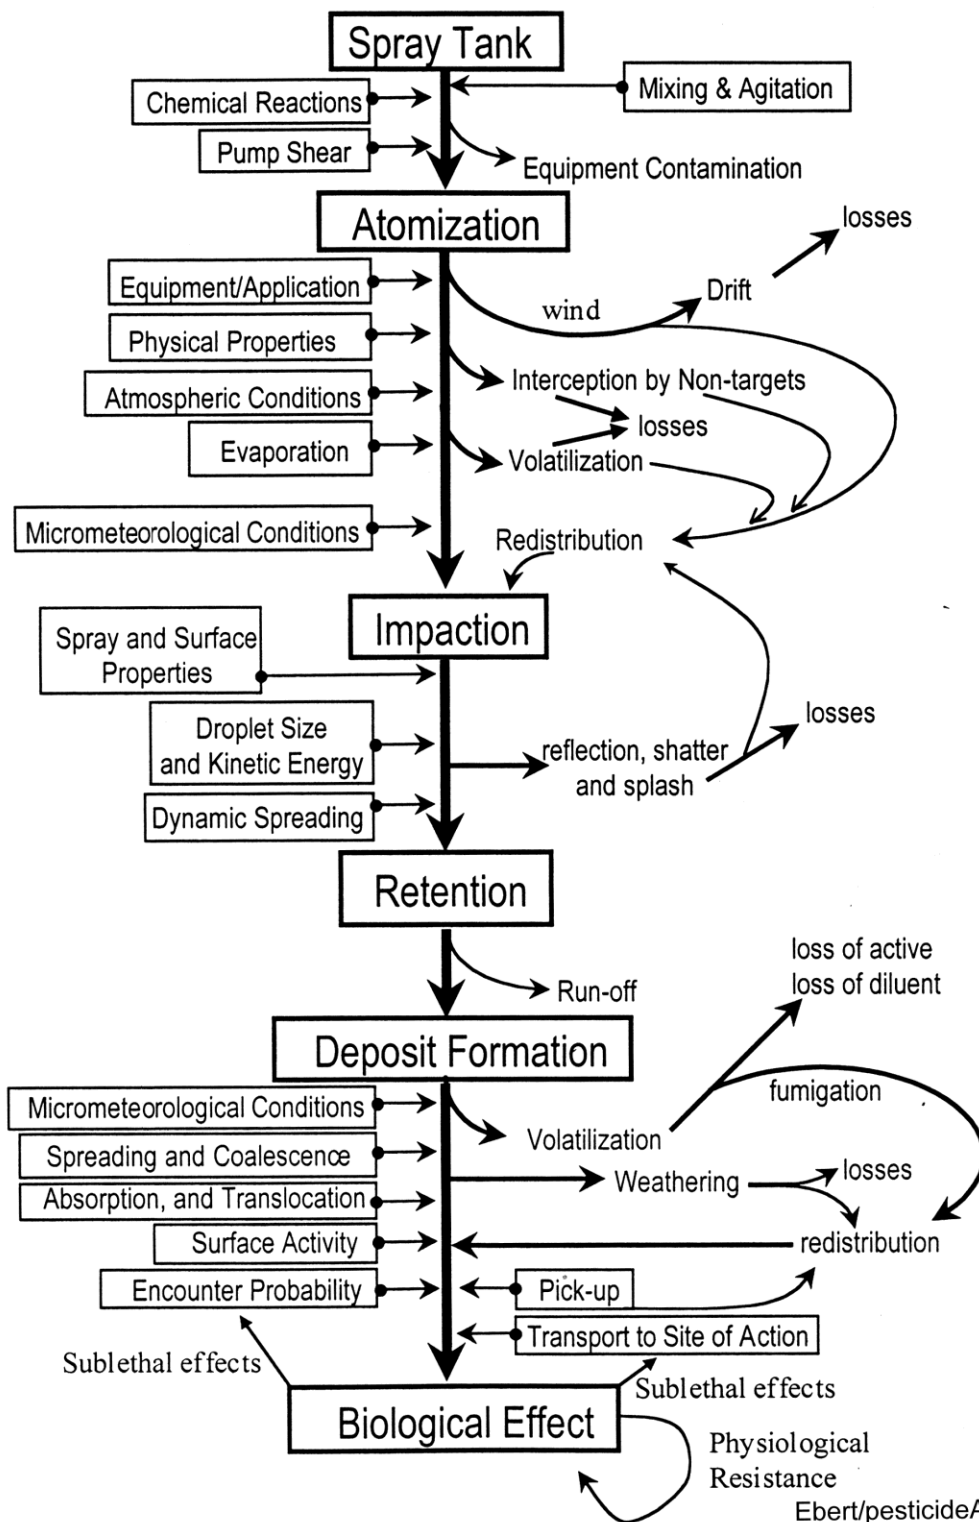 Spray Tank
Mixing & Agitation
Chemical Reactions
Pump Shear
Equipment Contamination
Atomization
losses
Equipment/Application
Drift
wind
Physical Properties
Interception by Non-targets
Atmospheric Conditions
losses
Evaporation
Volatilization
Micrometeorological Conditions
Redistribution
Impaction
Spray and Surface
Properties
losses
Droplet Size
and Kinetic Energy
reflection, shatter
and splash
Dynamic Spreading
Retention
loss of active
loss of diluent
Run-off
Deposit Formation
fumigation
Micrometeorological Conditions
Volatilization
Spreading and Coalescence
losses
Weathering
Absorption, and Translocation
Surface Activity
redistribution
Encounter Probability
Pick-up
Transport to Site of Action
Sublethal effects
Sublethal effects
Biological Effect
Physiological
Resistance
Ebert/pesticideA